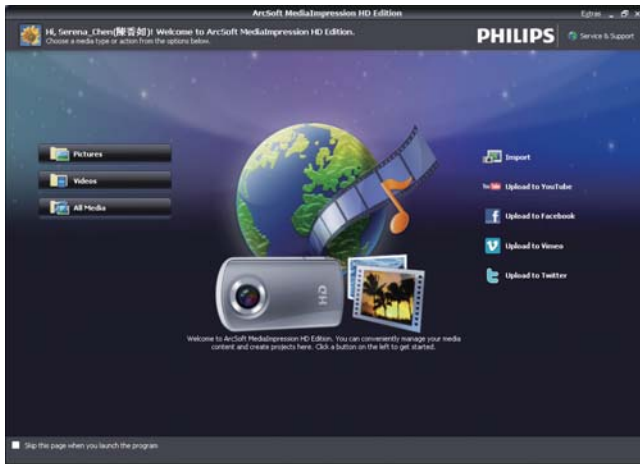 ArcSoft MediaImpression HD Edition
Extras
Hi, Serena_Chen(陳香如)! Welcome to ArcSoft MediaImpression HD Edition.
Choose a media type or action from the options below.
PHILIPS
Service & Support
Pictures
Videos
All Media
Import
Upload to YouTube
Upload to Facebook
Upload to Vimeo
Upload to Twitter
HD
Welcome to ArcSoft MediaImpression HD Edition. You can conveniently manage your media
content and create projects here. Click a button on the left to get started.
Skip this page when you launch the program